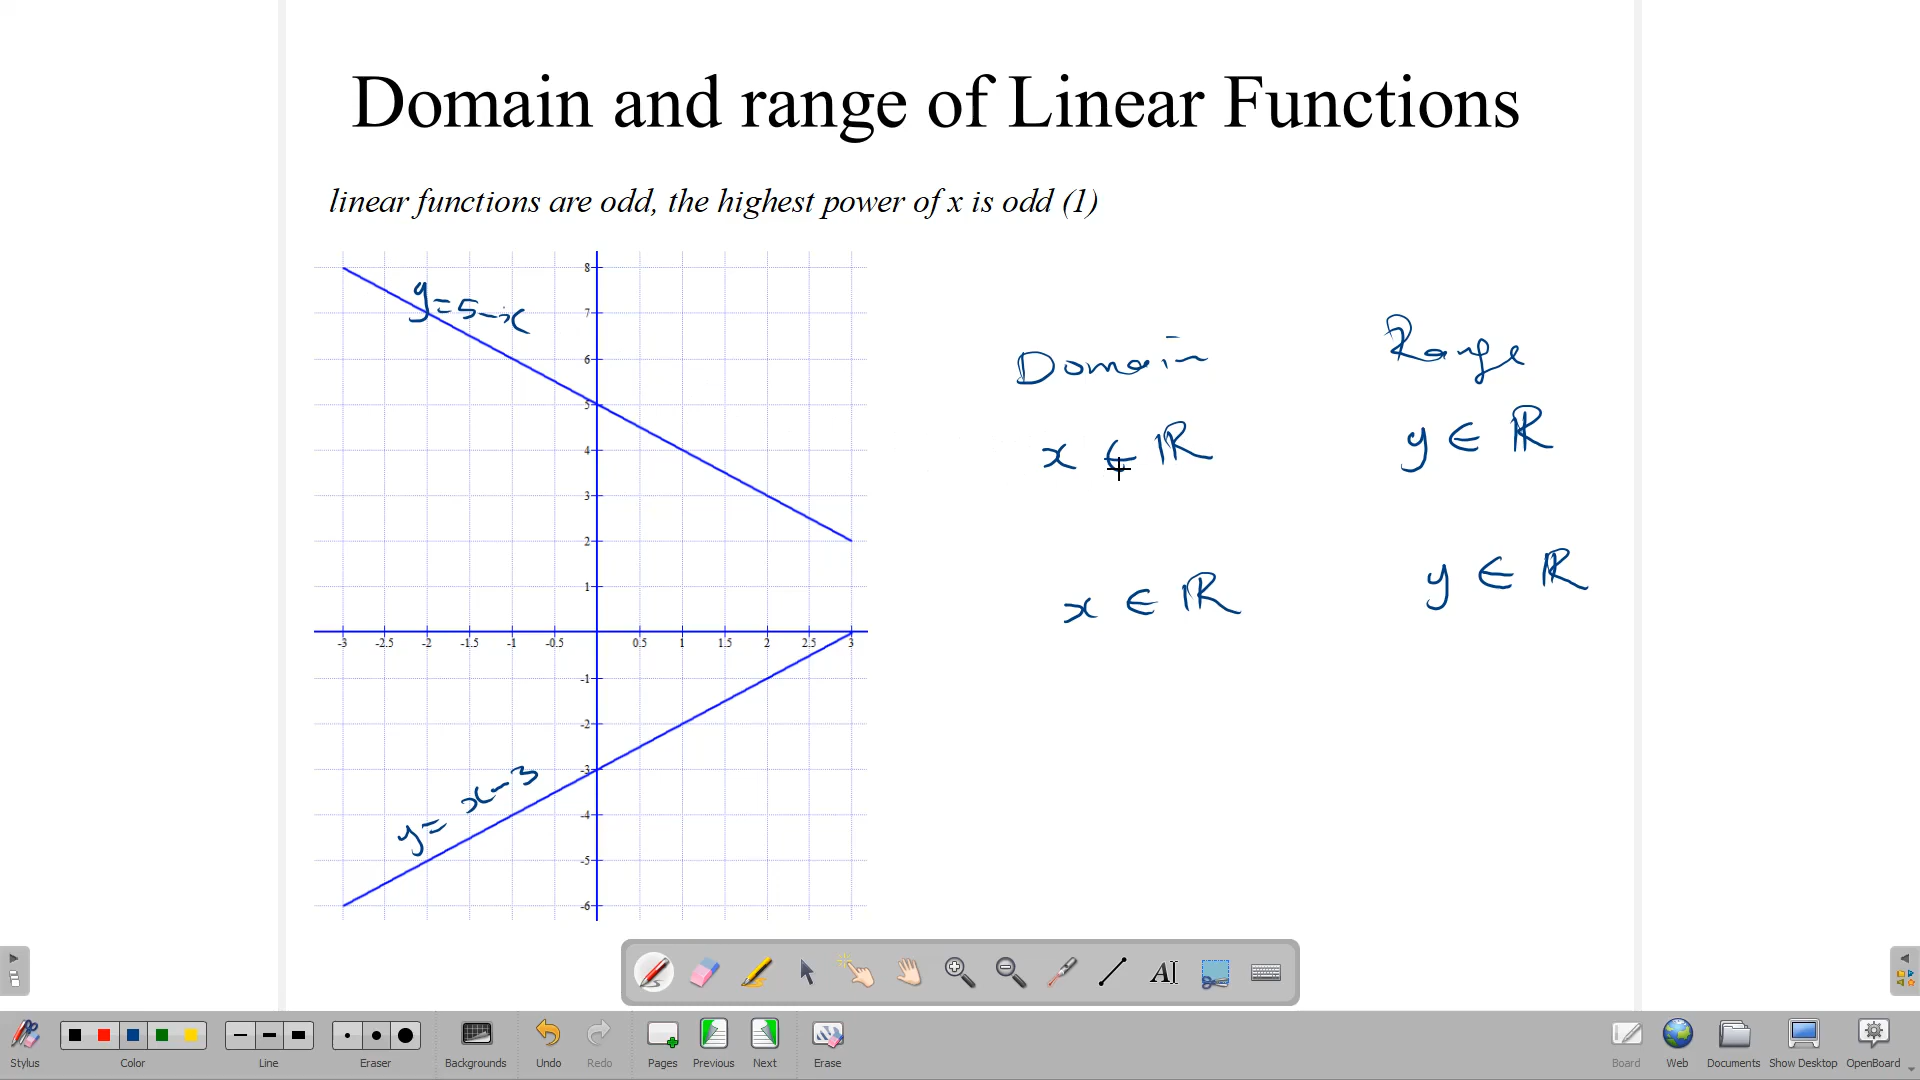 Domain and range of Linear Functions
linear functions are odd, the highest power of x is odd (1)
8
y=5-x
7
6
5
4
3
2
1
-3 -2.5 -2 -1.5 -1 -0.5 0.5 1 1.5 2 2.5 3
-1
-2
-3
y= x-3
-4
-5
-6
Domain Range
x ∈ ℝ y ∈ ℝ
x ∈ ℝ y ∈ ℝ
A
Stylus Color Line Eraser Backgrounds Undo Redo Pages Previous Next Erase Board Web Documents Show Desktop OpenBoard